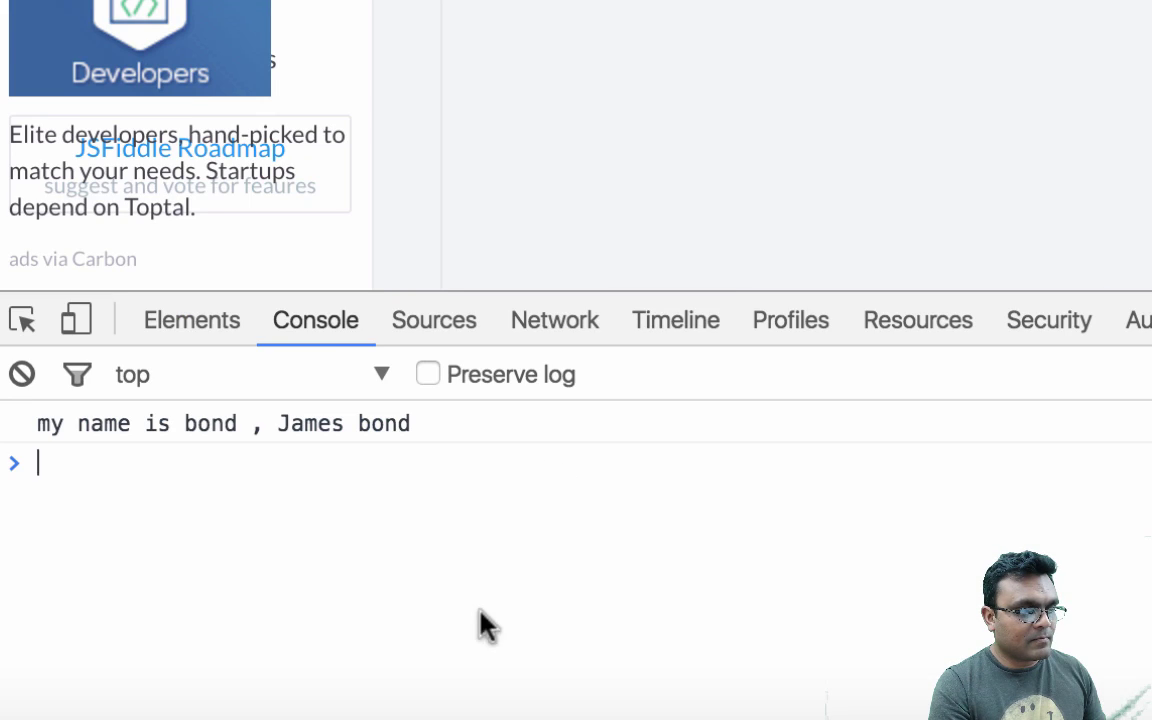 Developers
s
Elite developers, hand-picked to
JSFiddle Roadmap
match your needs. Startups
suggest and vote for feaures
depend on Toptal.
ads via Carbon
Elements Console Sources Network Timeline Profiles Resources Security Au
top Preserve log
my name is bond , James bond